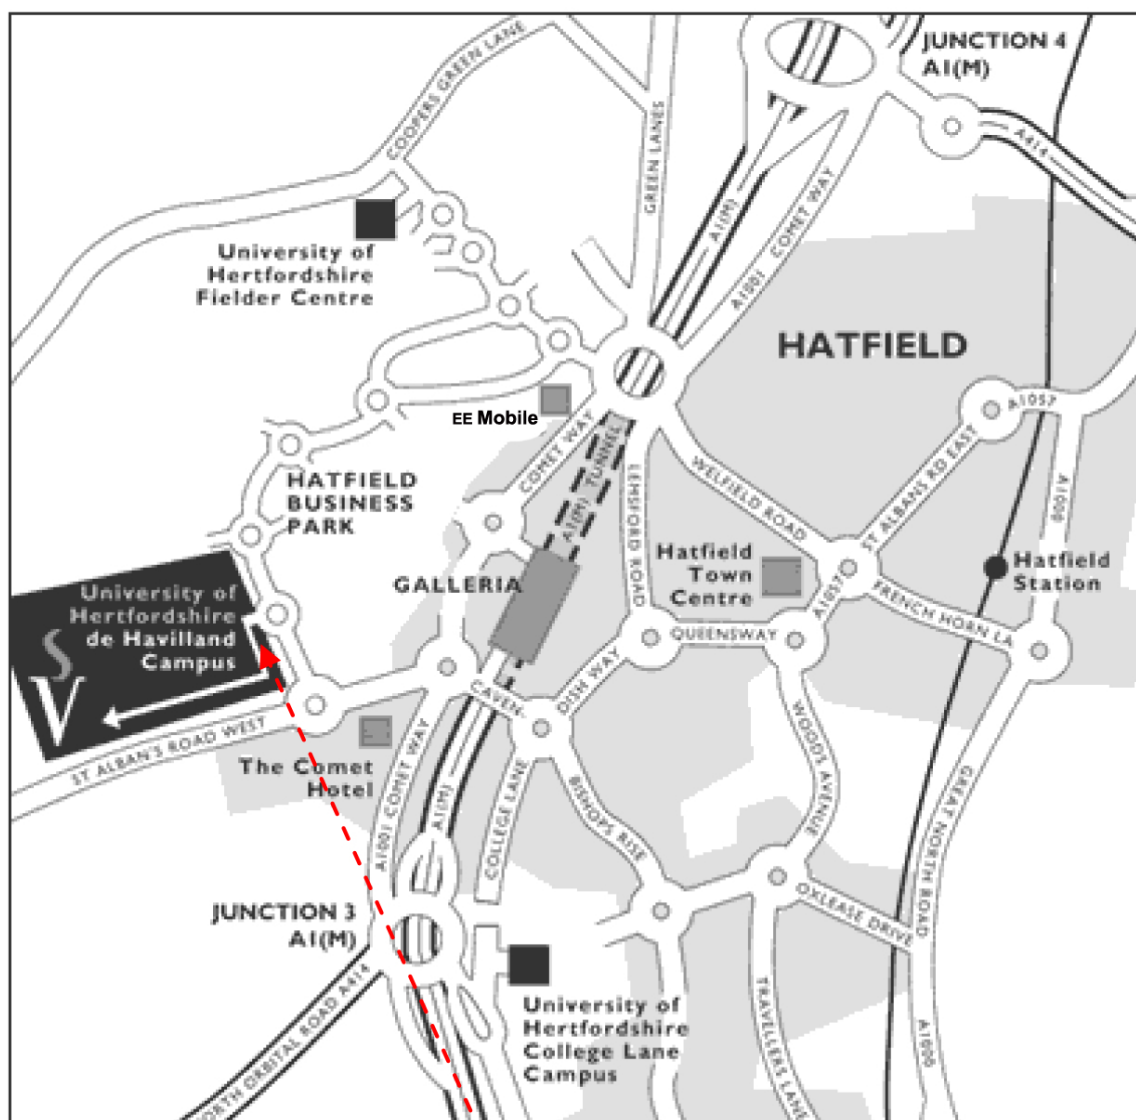 JUNCTION 4
A1(M)
COOPERS GREEN LANE
GREEN LANES
A414
A1(M)
A1001 COMET WAY
University of
Hertfordshire
Fielder Centre
HATFIELD
EE Mobile
COMET WAY
A1(M) TUNNEL
LEMSFORD ROAD
WELFIELD ROAD
ST ALBANS RD EAST
A1057
A1000
HATFIELD
BUSINESS
PARK
GALLERIA
Hatfield
Town
Centre
A1057
FRENCH HORN LA
Hatfield
Station
University of
Hertfordshire
de Havilland
Campus
SV
QUEENSWAY
CAVEN-
DISH WAY
ST ALBAN'S ROAD WEST
The Comet
Hotel
A1001 COMET WAY
A1(M)
COLLEGE LANE
BISHOPS RISE
WOODS AVENUE
GREAT NORTH ROAD
OXLEASE DRIVE
JUNCTION 3
A1(M)
NORTH ORBITAL ROAD A414
University of
Hertfordshire
College Lane
Campus
TRAVELLERS LANE
A1000